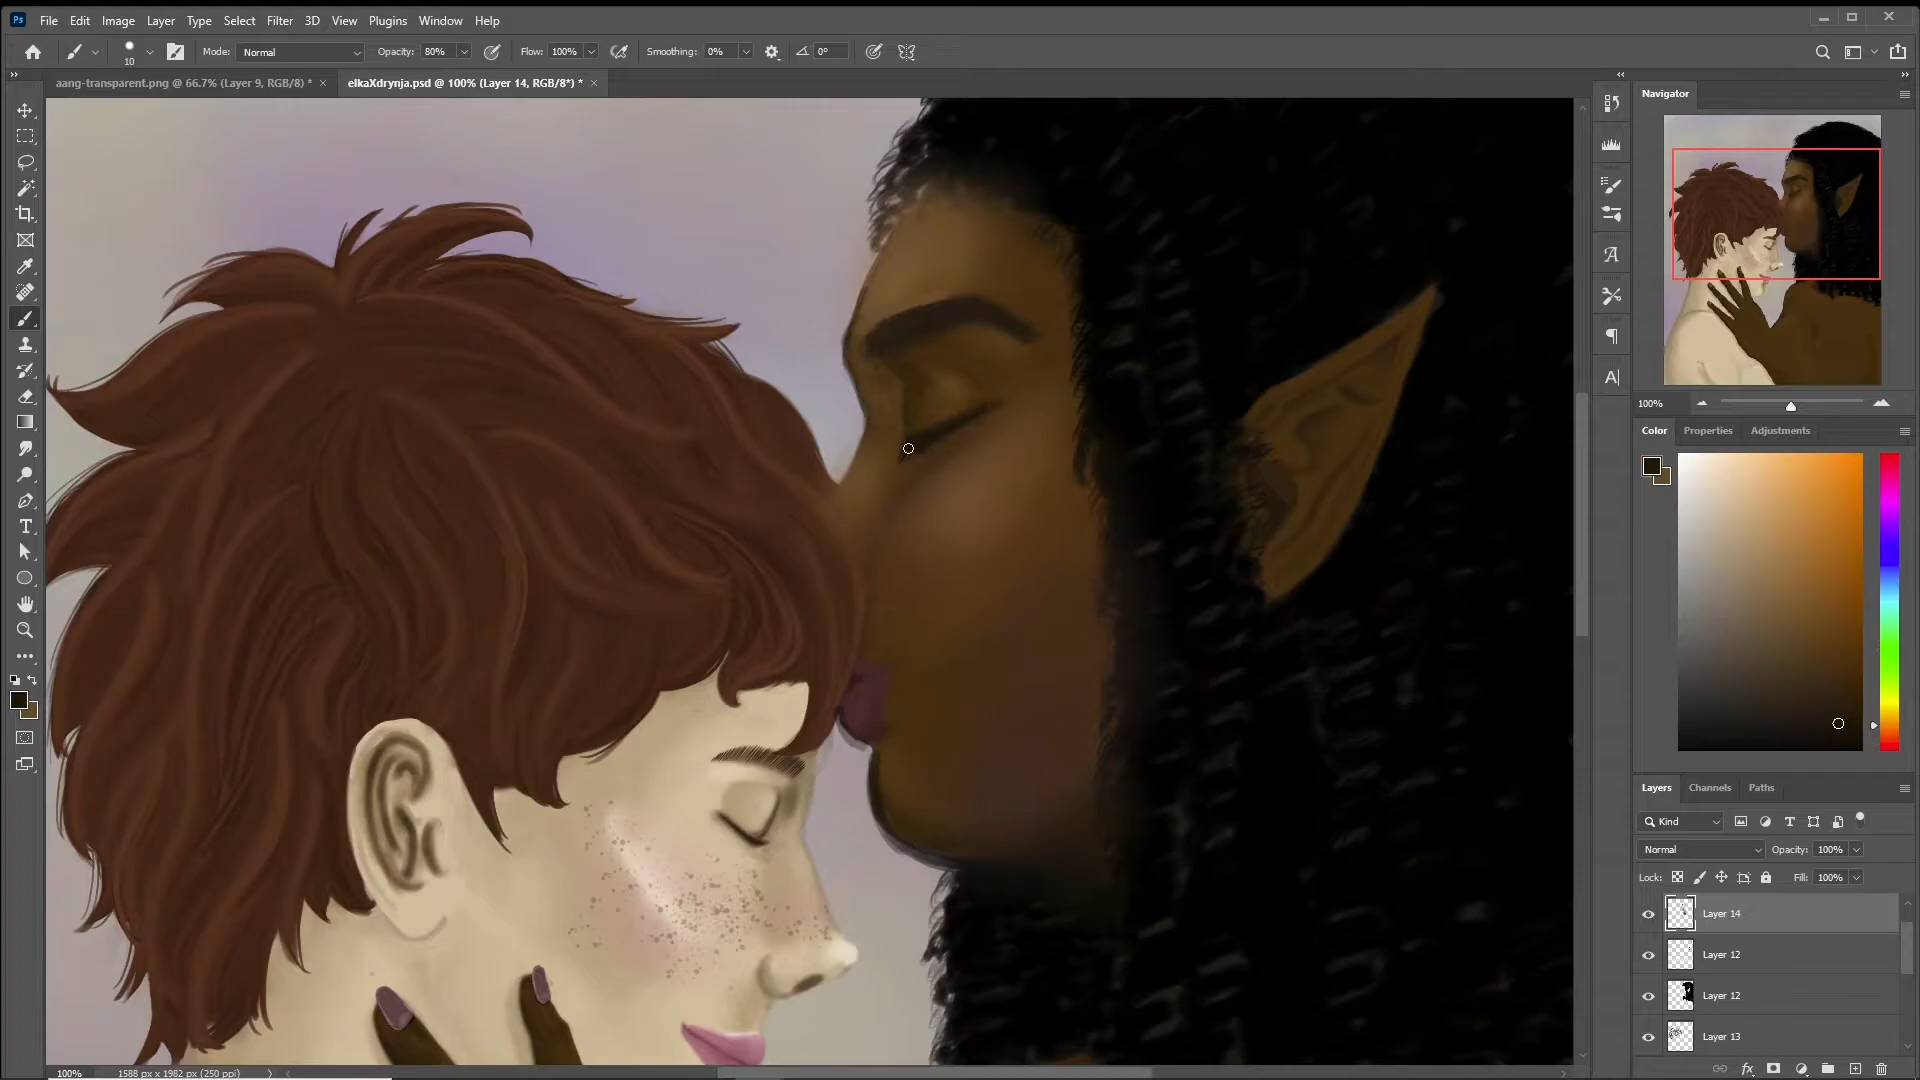 Ps File Edit Image Layer Type Select Filter 3D View Plugins Window Help
10 Mode: Normal Opacity: 80% Flow: 100% Smoothing: 0% 0°
aang-transparent.png @ 66.7% (Layer 9, RGB/8) * elkaXdrynja.psd @ 100% (Layer 14, RGB/8*) *
Navigator
100%
Color Properties Adjustments
Layers Channels Paths
Kind
Normal Opacity: 100%
Lock: Fill: 100%
Layer 14
Layer 12
Layer 12
Layer 13
100% 1588 px x 1982 px (250 ppi)